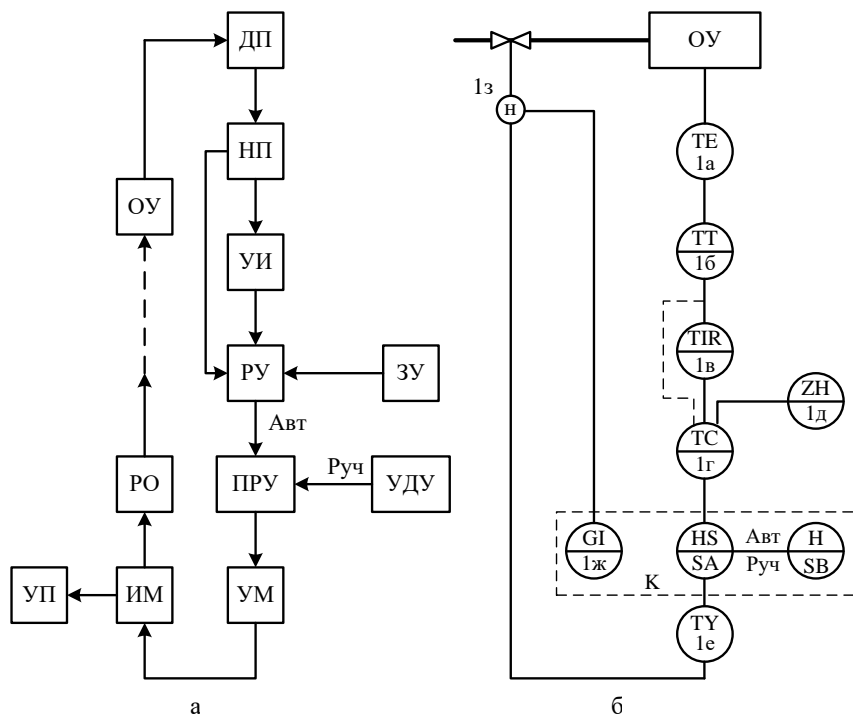 ДП
НП
ОУ
УИ
РУ
ЗУ
Авт
РО
ПРУ
Руч
УДУ
УП
ИМ
УМ
а
ОУ
1з
н
TE
1а
TT
1б
TIR
1в
ZH
1д
TC
1г
GI
1ж
HS
SA
Авт
Руч
H
SB
K
TY
1е
б